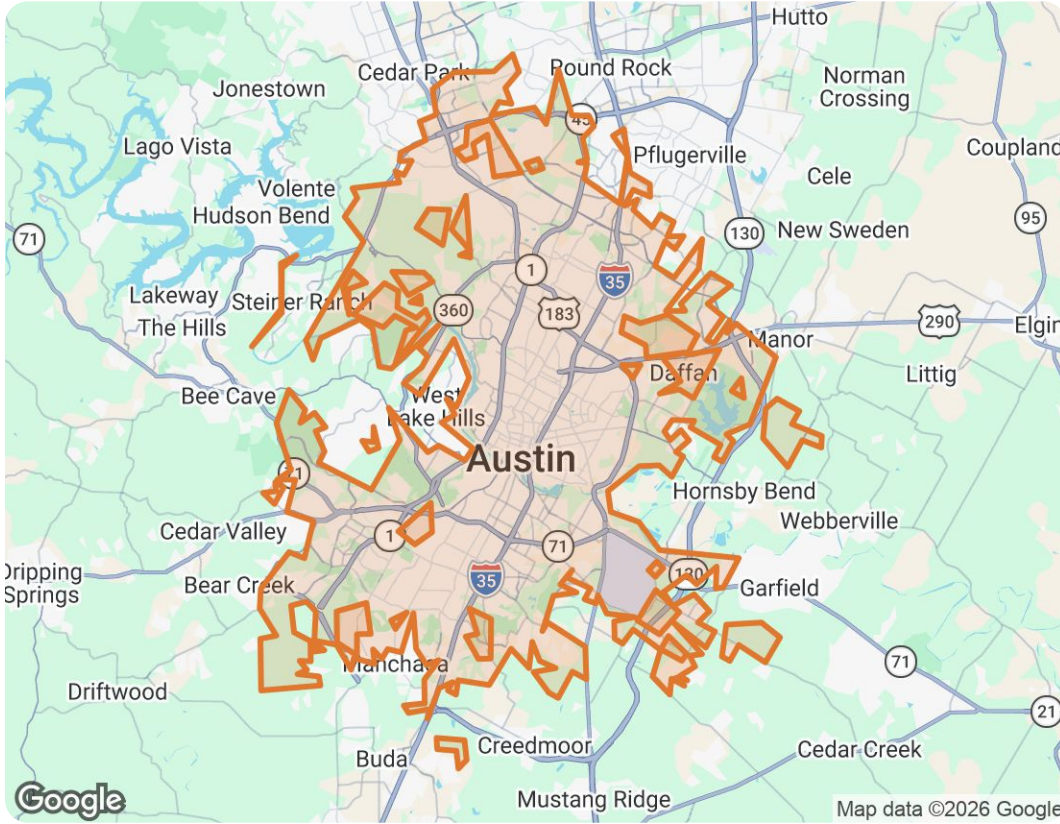 Hutto
Cedar Park
Round Rock
Norman
Crossing
Jonestown
45
Lago Vista
Pflugerville
Coupland
Cele
Volente
Hudson Bend
95
71
130
New Sweden
1
35
Lakeway
Steiner Ranch
360
183
The Hills
290
Elgin
Manor
Daffan
Littig
Bee Cave
West
Lake Hills
Austin
71
Hornsby Bend
Webberville
Cedar Valley
1
71
Dripping
Springs
Bear Creek
35
130
Garfield
Manchaca
71
Driftwood
21
Buda
Creedmoor
Cedar Creek
Mustang Ridge
Google
Map data ©2026 Google